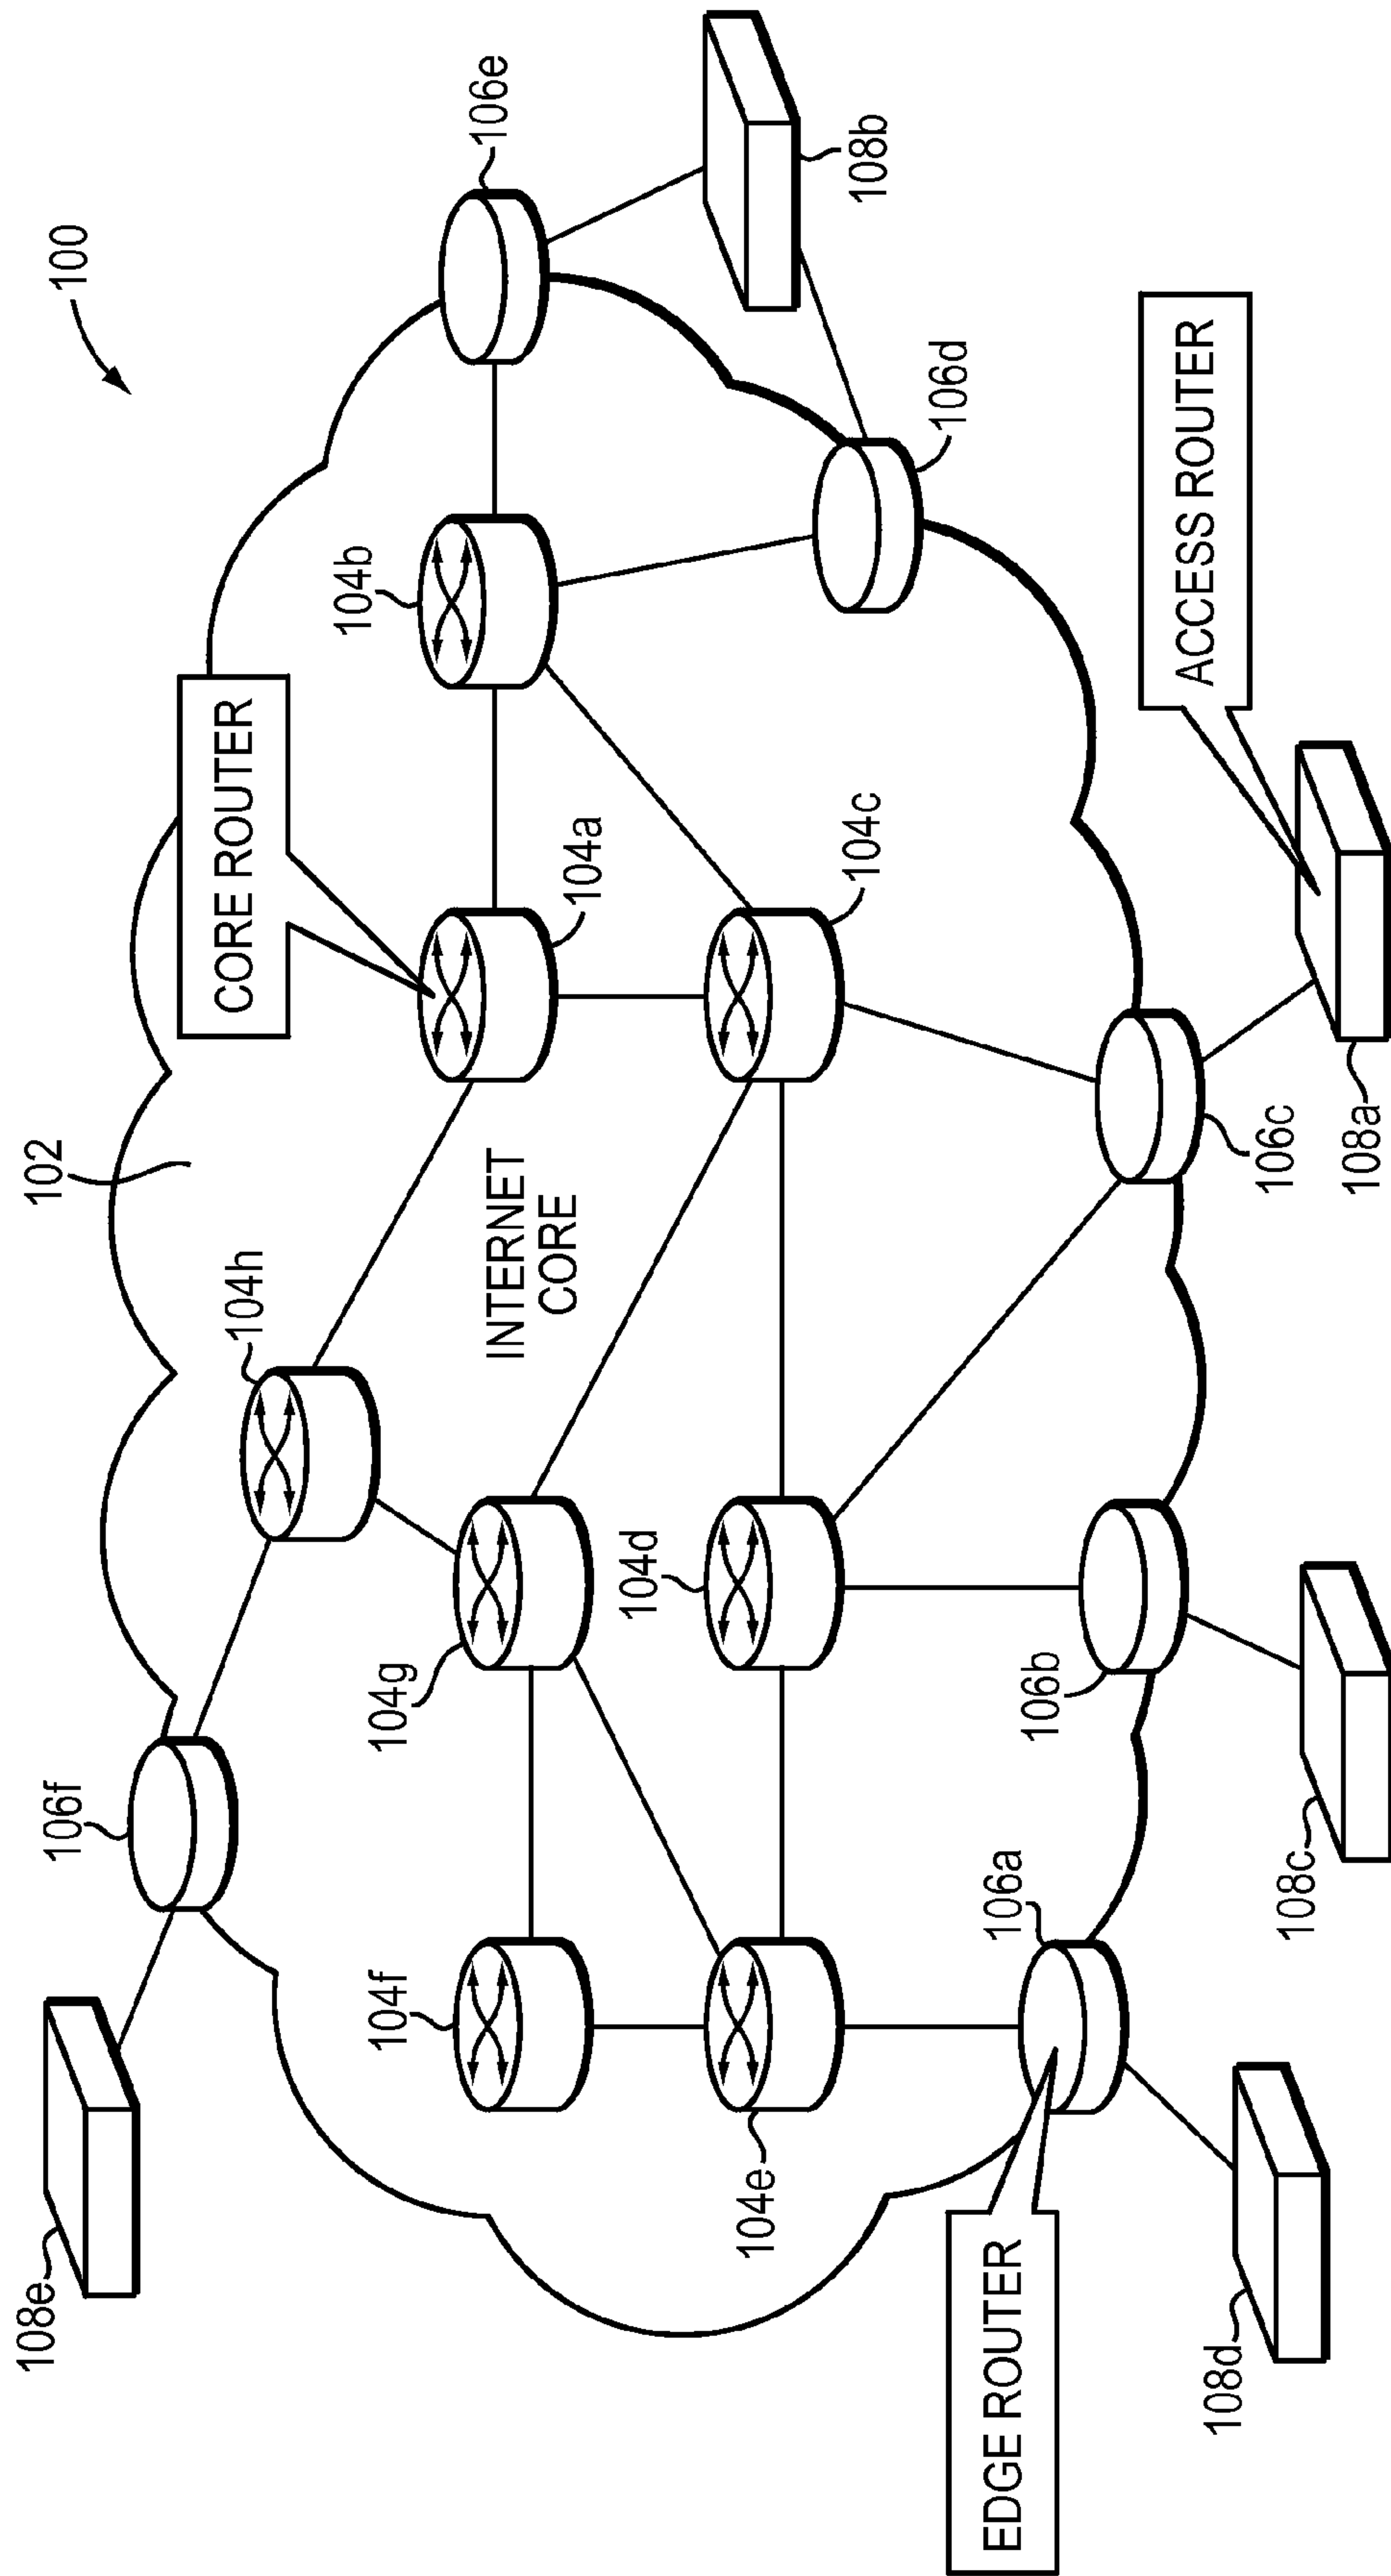 100
102
CORE ROUTER
106f
104h
104a
104b
106e
108e
INTERNET
CORE
104f
104g
104d
104c
106d
108b
104e
EDGE ROUTER
106a
106b
106c
ACCESS ROUTER
108d
108c
108a